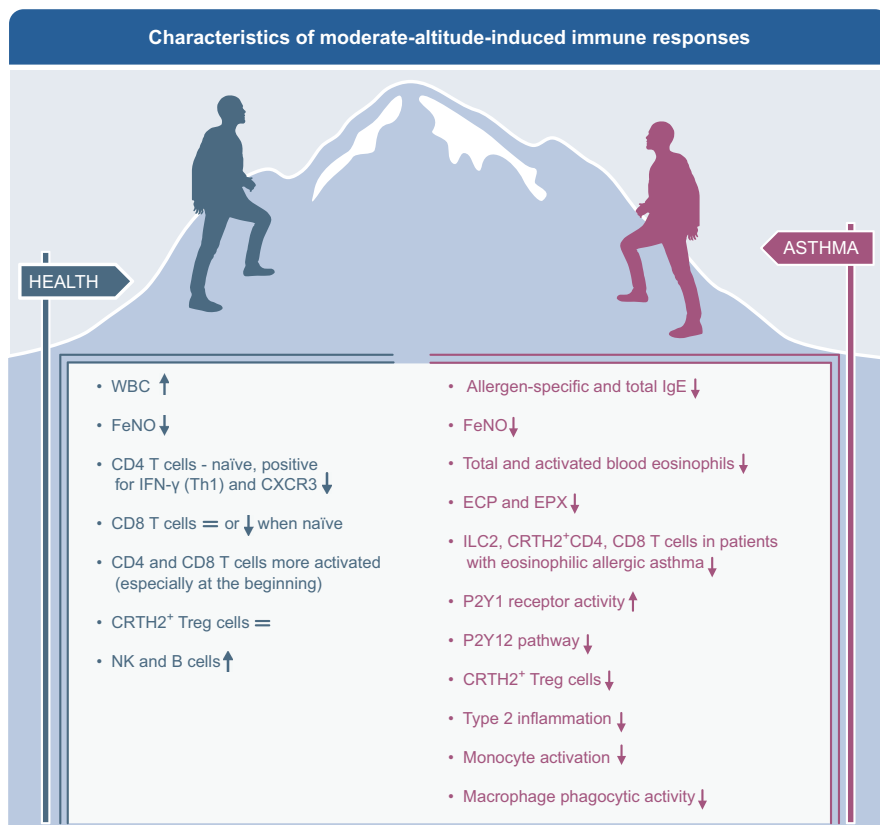 Characteristics of moderate-altitude-induced immune responses
HEALTH
ASTHMA
• WBC ↑
• FeNO ↓
• CD4 T cells - naïve, positive
for IFN-γ (Th1) and CXCR3 ↓
• CD8 T cells = or ↓ when naïve
• CD4 and CD8 T cells more activated
(especially at the beginning)
• CRTH2⁺ Treg cells =
• NK and B cells ↑
• Allergen-specific and total IgE ↓
• FeNO ↓
• Total and activated blood eosinophils ↓
• ECP and EPX ↓
• ILC2, CRTH2⁺CD4, CD8 T cells in patients
with eosinophilic allergic asthma ↓
• P2Y1 receptor activity ↑
• P2Y12 pathway ↓
• CRTH2⁺ Treg cells ↓
• Type 2 inflammation ↓
• Monocyte activation ↓
• Macrophage phagocytic activity ↓